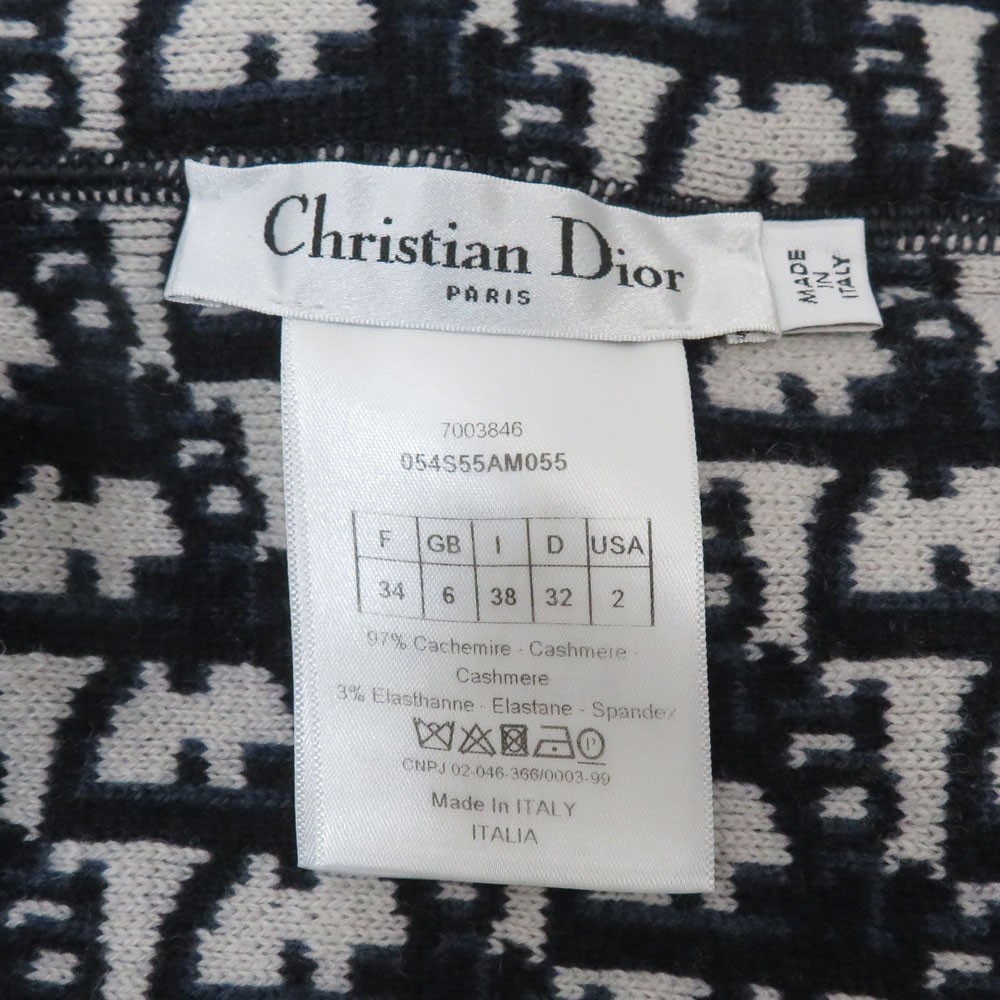 Christian Dior
PARIS
MADE
IN
ITALY
7003846
054S55AM055
F GB I D USA
34 6 38 32 2
97% Cachemire - Cashmere -
Cashmere
3% Elasthanne - Elastane - Spandex
P
CNPJ 02-046-366/0003-99
Made In ITALY
ITALIA